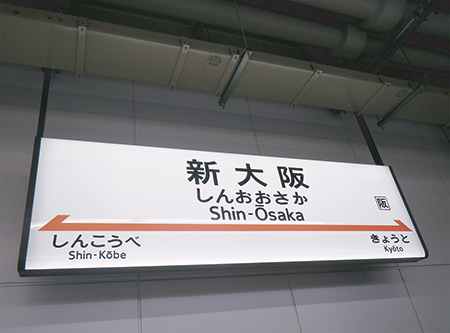 新大阪
しんおおさか
Shin-Ōsaka
阪
しんこうべ
Shin-Kōbe
きょうと
Kyōto